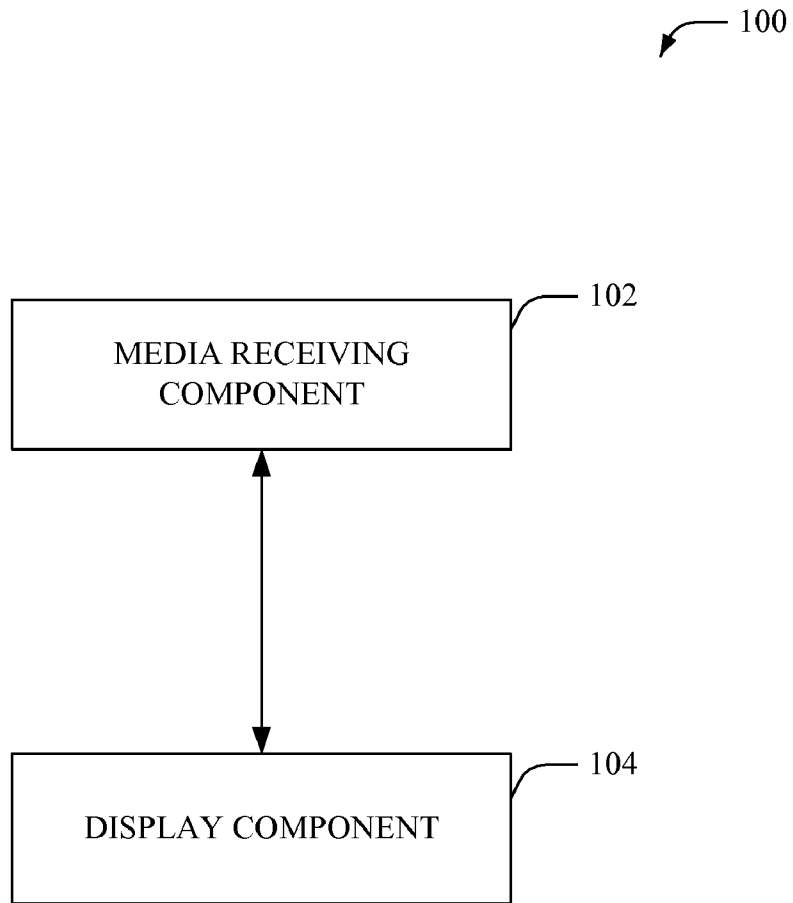 100
102
MEDIA RECEIVING
COMPONENT
104
DISPLAY COMPONENT